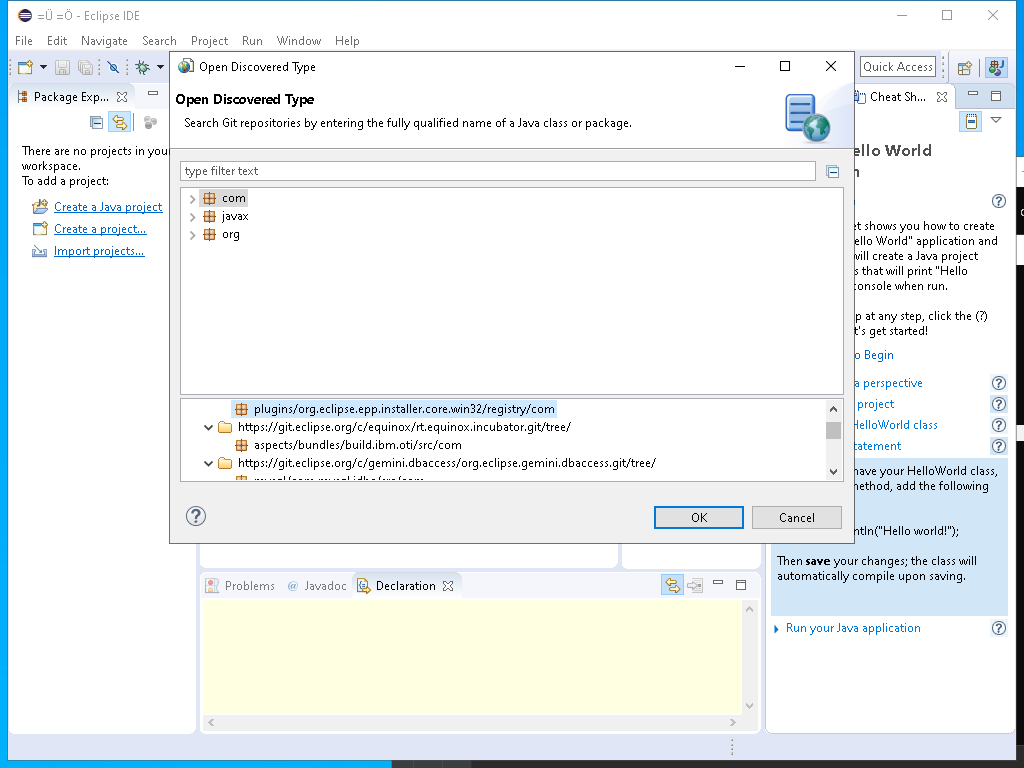 =Ü =Ö - Eclipse IDE
File Edit Navigate Search Project Run Window Help
Quick Access
Package Exp...
There are no projects in your
workspace.
To add a project:
Create a Java project
Create a project...
Import projects...
Open Discovered Type
Open Discovered Type
Search Git repositories by entering the fully qualified name of a Java class or package.
type filter text
com
javax
org
plugins/org.eclipse.epp.installer.core.win32/registry/com
https://git.eclipse.org/c/equinox/rt.equinox.incubator.git/tree/
aspects/bundles/build.ibm.oti/src/com
https://git.eclipse.org/c/gemini.dbaccess/org.eclipse.gemini.dbaccess.git/tree/
?
OK
Cancel
Cheat Sh...
ello World
shows you how to create
ello World" application and
will create a Java project
that will print "Hello
console when run.
at any step, click the (?)
t's get started!
o Begin
a perspective
project
HelloWorld class
tatement
have your HelloWorld class,
method, add the following
ntln("Hello world!");
Then save your changes; the class will
automatically compile upon saving.
Run your Java application
Problems
@ Javadoc
Declaration